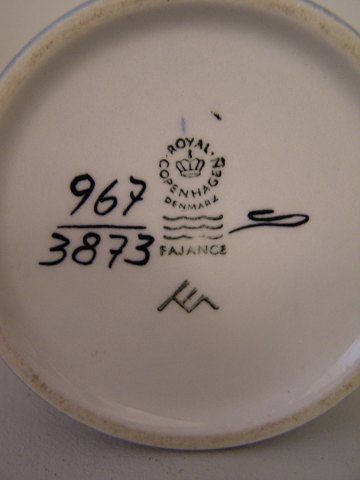 ROYAL COPENHAGEN
DENMARK
967
3873
FAJANCE